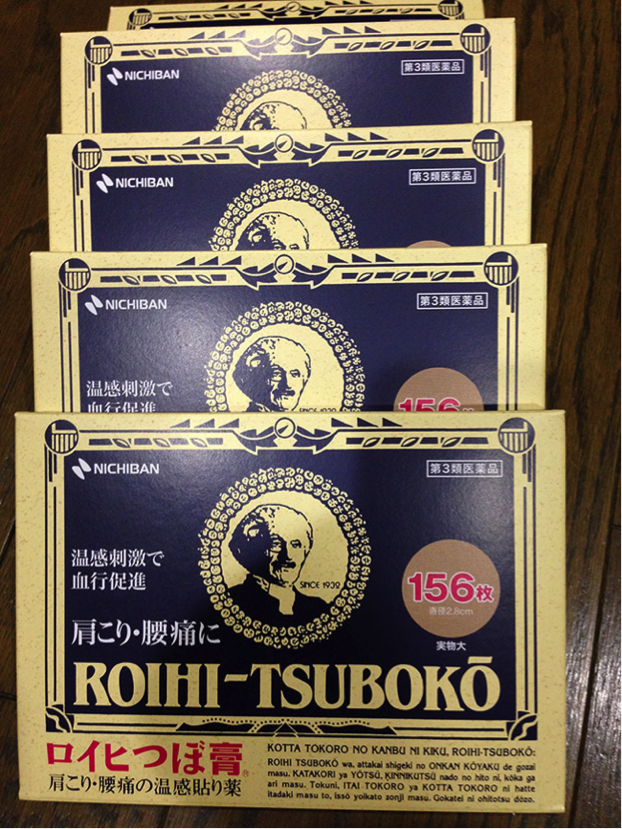 NICHIBAN
第3類医薬品
NICHIBAN
第3類医薬品
NICHIBAN
第3類医薬品
温感刺激で
血行促進
SINCE 1932
156枚
NICHIBAN
第3類医薬品
温感刺激で
血行促進
SINCE 1932
156枚
直径2.8cm
実物大
肩こり・腰痛に
ROIHI-TSUBOKŌ
ロイヒつぼ膏®
肩こり・腰痛の温感貼り薬
KOTTA TOKORO NO KANBU NI KIKU, ROIHI-TSUBOKŌ:
ROIHI TSUBOKŌ wa, attakai shigeki no ONKAN KŌYAKU de gozai
masu. KATAKORI ya YŌTSŪ, KINNIKUTSŪ nado no hito ni, kōka ga
ari masu. Tokuni, ITAI TOKORO ya KOTTA TOKORO ni hatte
itadaki masu to, issō yoikato zonji masu. Gokatei ni ohitotsu dōzo.